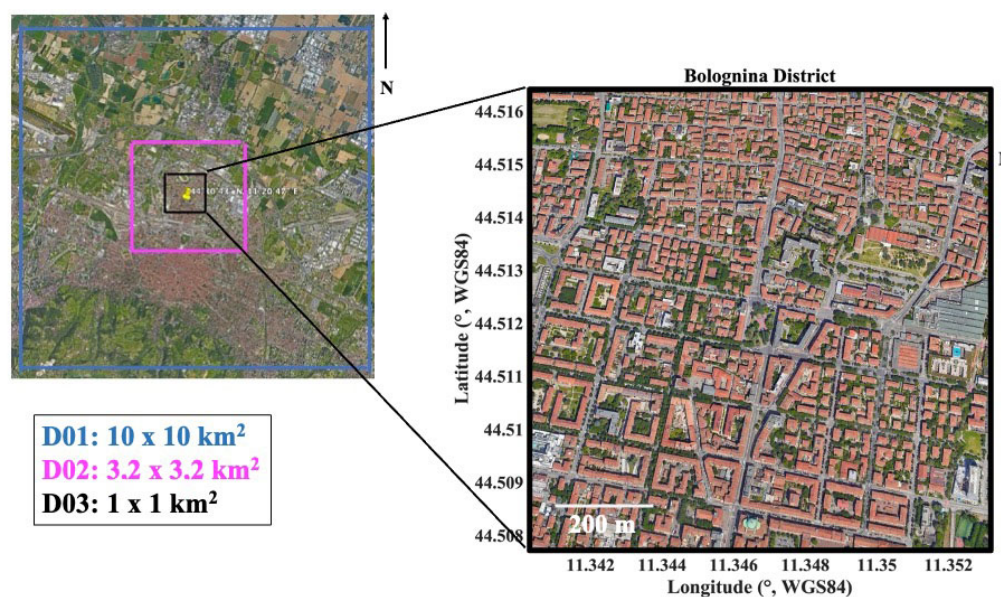 N
Bolognina District
44.516
44.515
44.514
44.513
44.512
44.511
44.51
44.509
44.508
Latitude (°, WGS84)
N
200 m
11.342 11.344 11.346 11.348 11.35 11.352
Longitude (°, WGS84)
D01: 10 x 10 km²
D02: 3.2 x 3.2 km²
D03: 1 x 1 km²